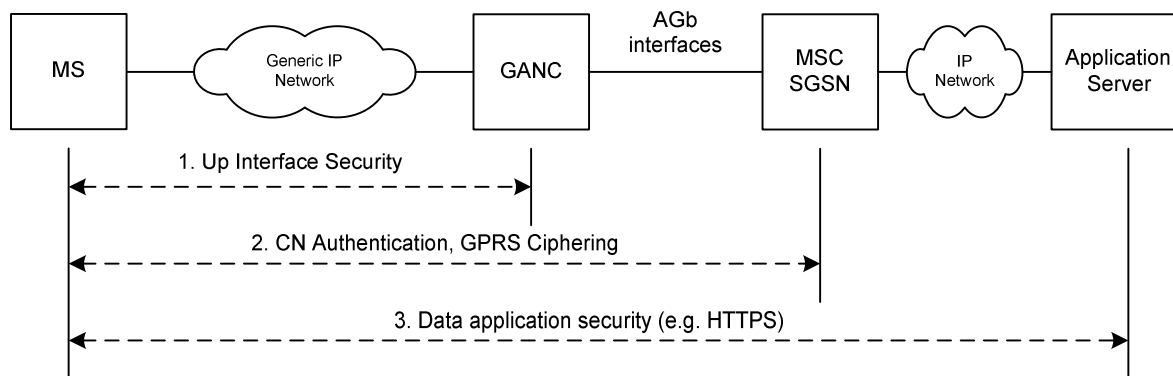 AGb
interfaces
MS
Generic IP
Network
GANC
MSC
SGSN
IP
Network
Application
Server
1. Up Interface Security
2. CN Authentication, GPRS Ciphering
3. Data application security (e.g. HTTPS)